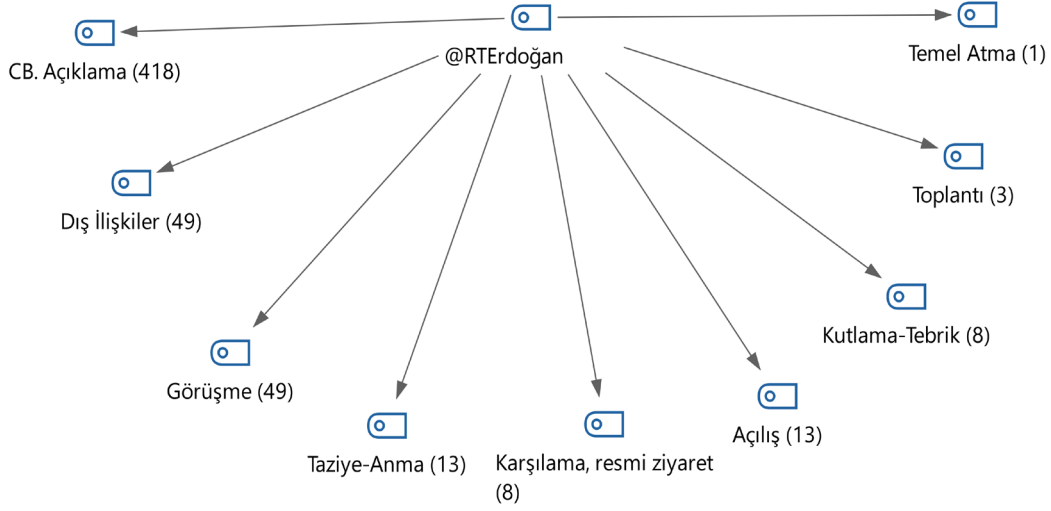 @RTErdoğan
CB. Açıklama (418)
Temel Atma (1)
Dış İlişkiler (49)
Toplantı (3)
Görüşme (49)
Kutlama-Tebrik (8)
Taziye-Anma (13)
Karşılama, resmi ziyaret
(8)
Açılış (13)